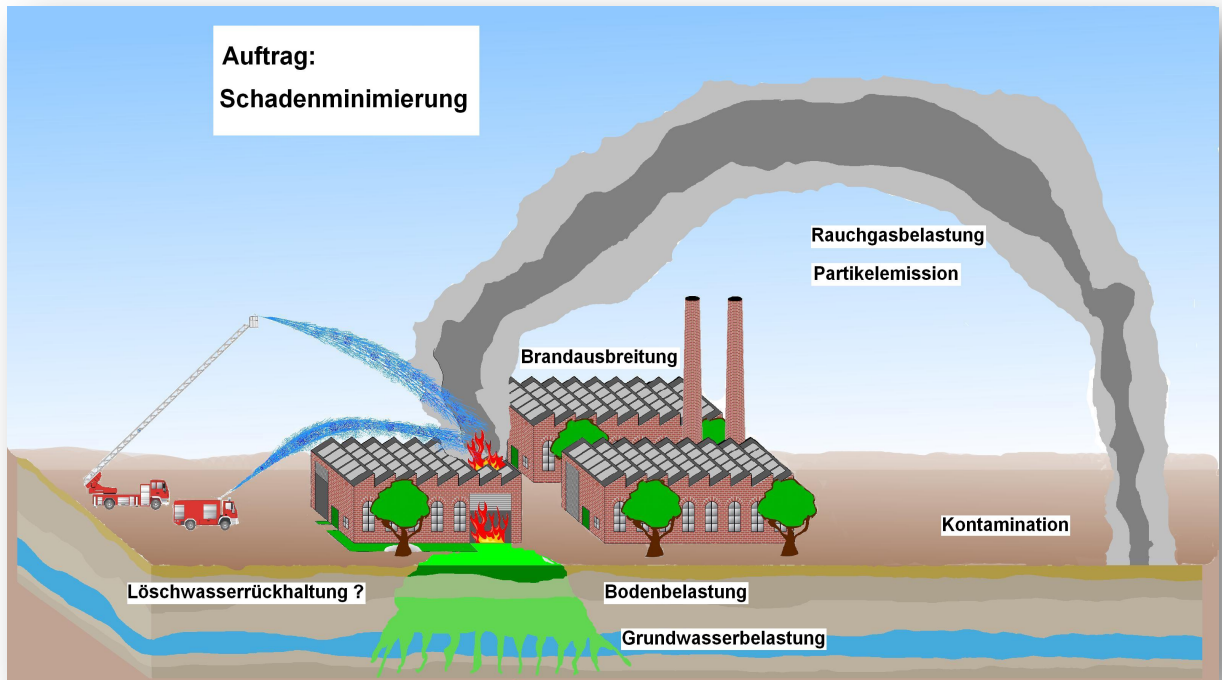 Auftrag:
Schadenminimierung
Rauchgasbelastung
Partikelemission
Brandausbreitung
Kontamination
Löschwasserrückhaltung ?
Bodenbelastung
Grundwasserbelastung